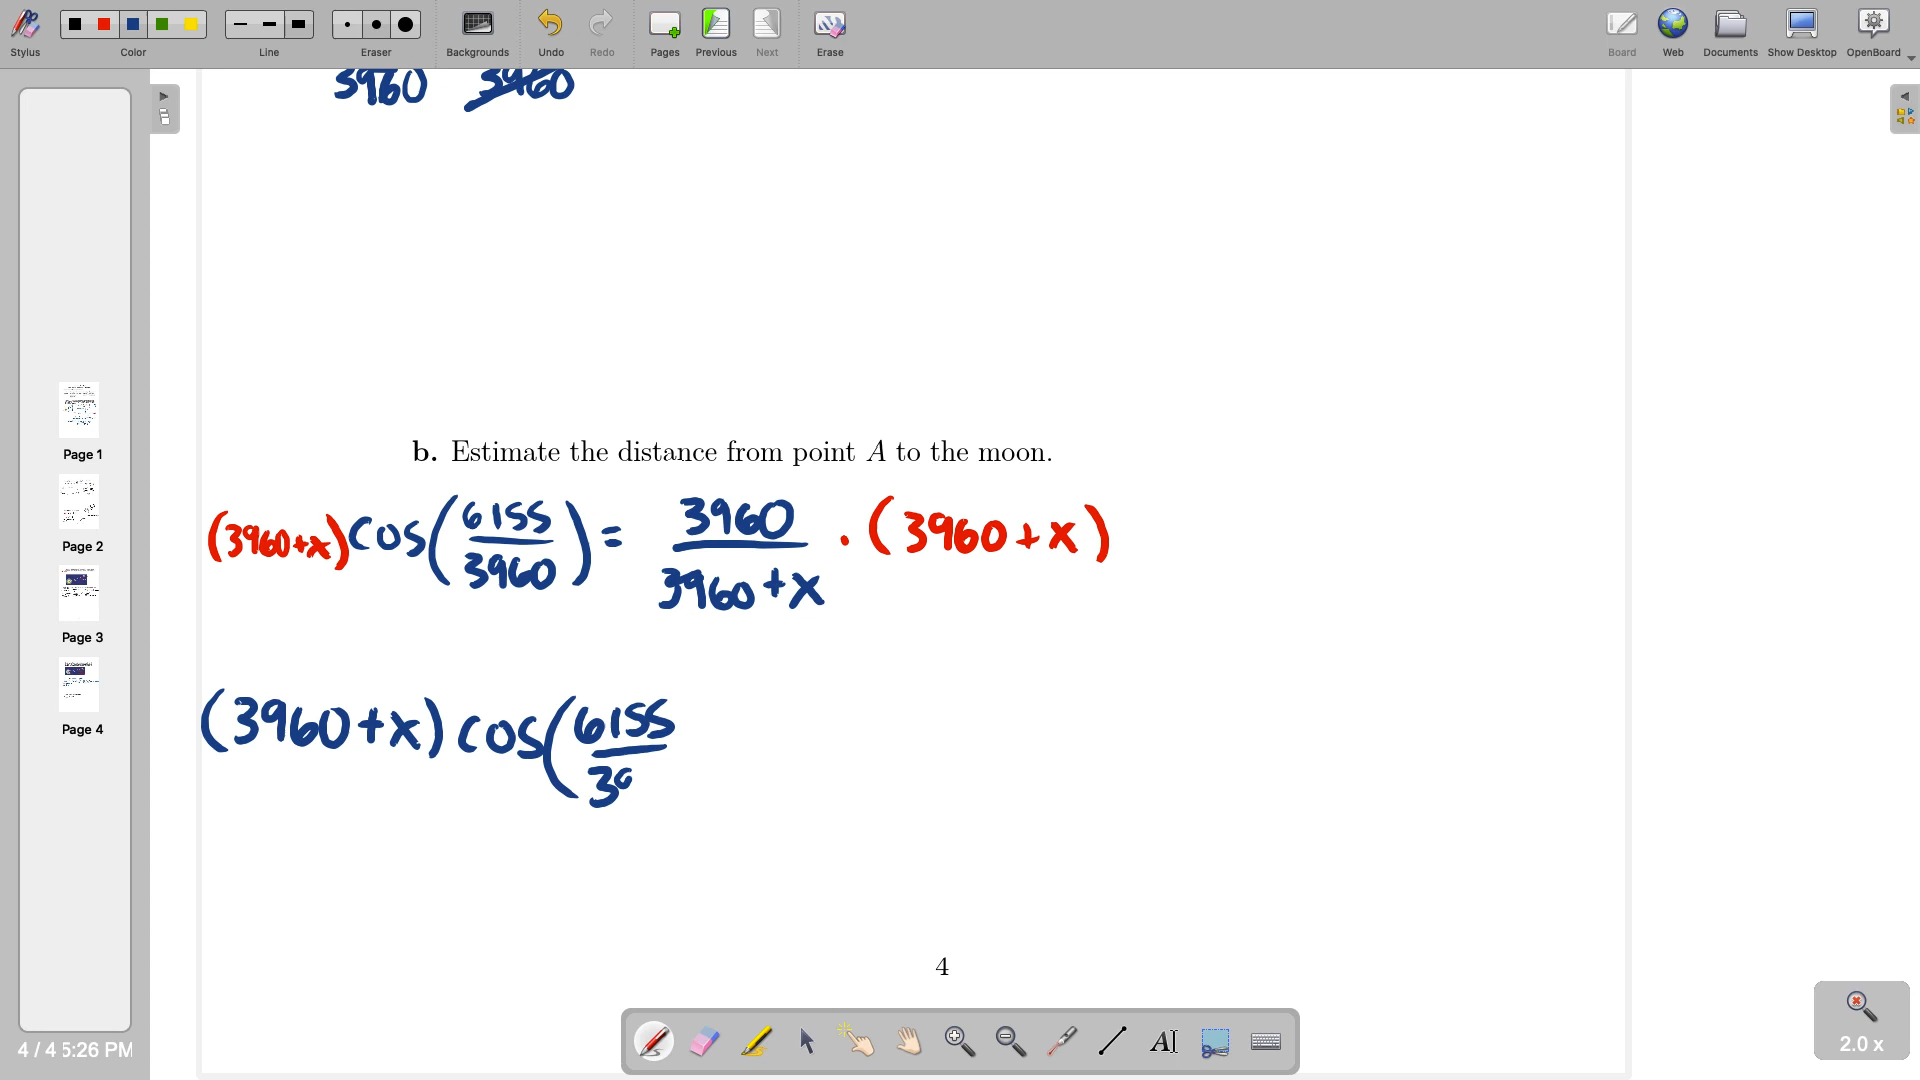 Stylus Color Line Eraser Backgrounds Undo Redo Pages Previous Next Erase Board Web Documents Show Desktop OpenBoard
3960 3960
b. Estimate the distance from point A to the moon.
(3960+x) cos(6155/3960) = 3960/(3960+x) · (3960+x)
(3960+x) cos(6155/3
Page 1
Page 2
Page 3
Page 4
4
4 / 4 5:26 PM
A
2.0 x